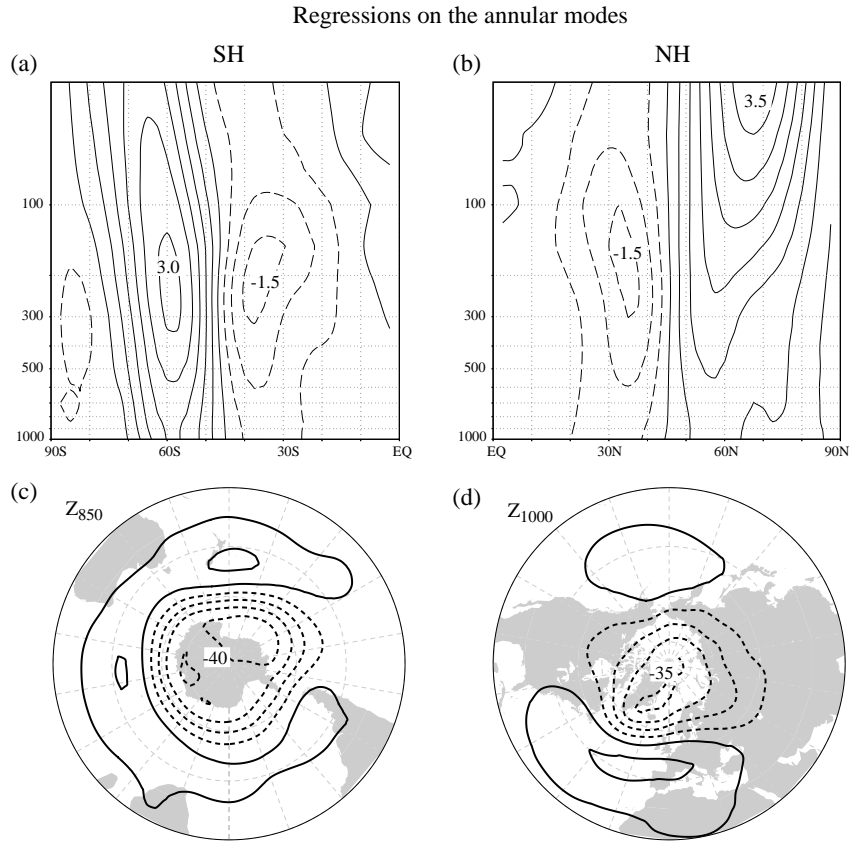 Regressions on the annular modes
SH
NH
(a)
(b)
3.0
-1.5
100
300
500
1000
90S
60S
30S
EQ
3.5
-1.5
100
300
500
1000
EQ
30N
60N
90N
(c)
Z850
-40
(d)
Z1000
-35